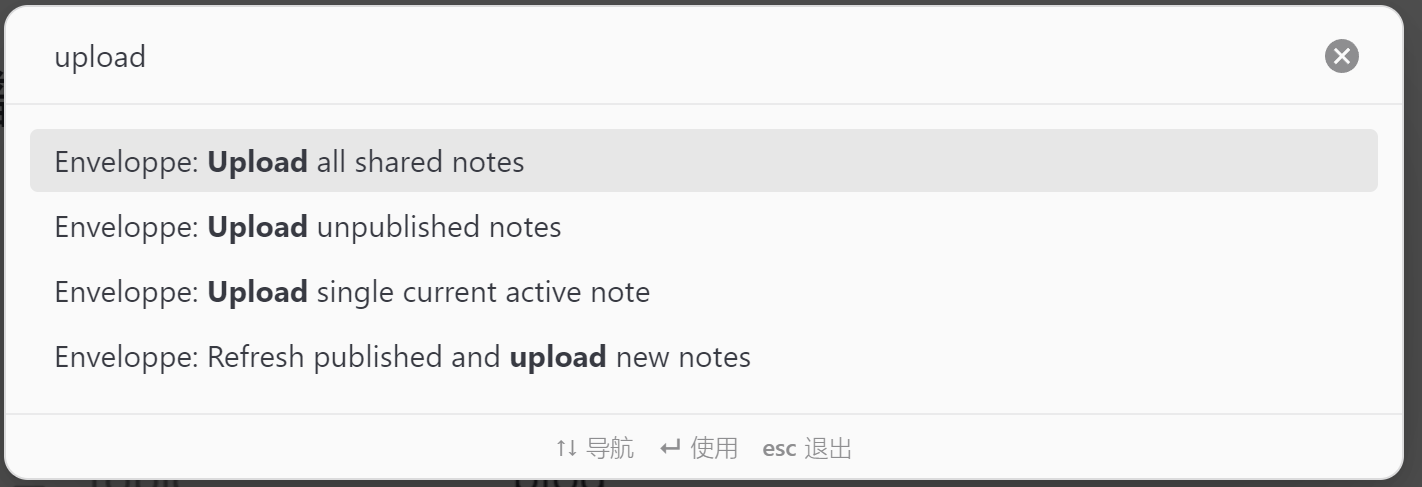 upload
Enveloppe: Upload all shared notes
Enveloppe: Upload unpublished notes
Enveloppe: Upload single current active note
Enveloppe: Refresh published and upload new notes
↑↓ 导航 ↵ 使用 esc 退出